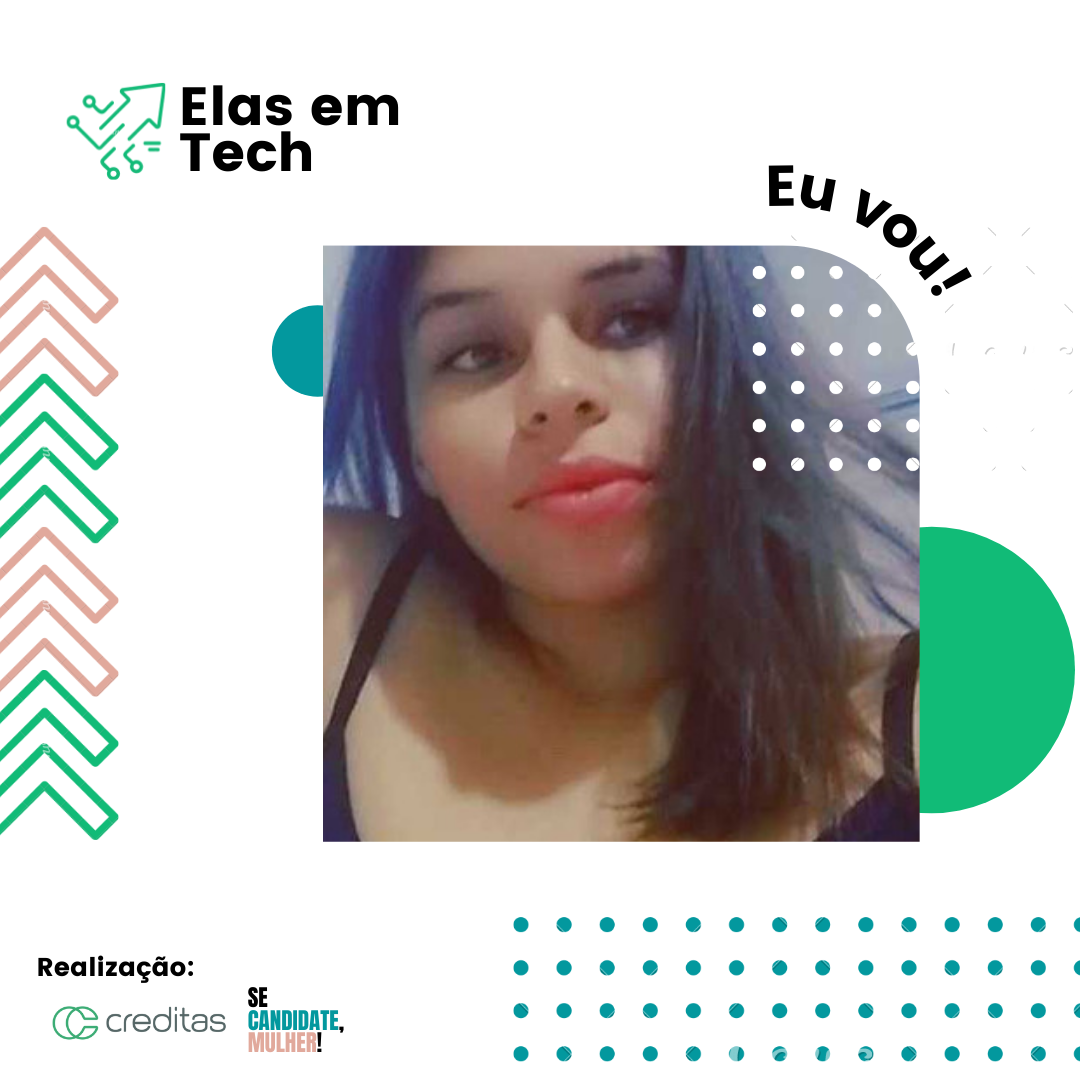 Elas em
Tech
Eu vou!
Realização:
creditas
SE
CANDIDATE,
MULHER!